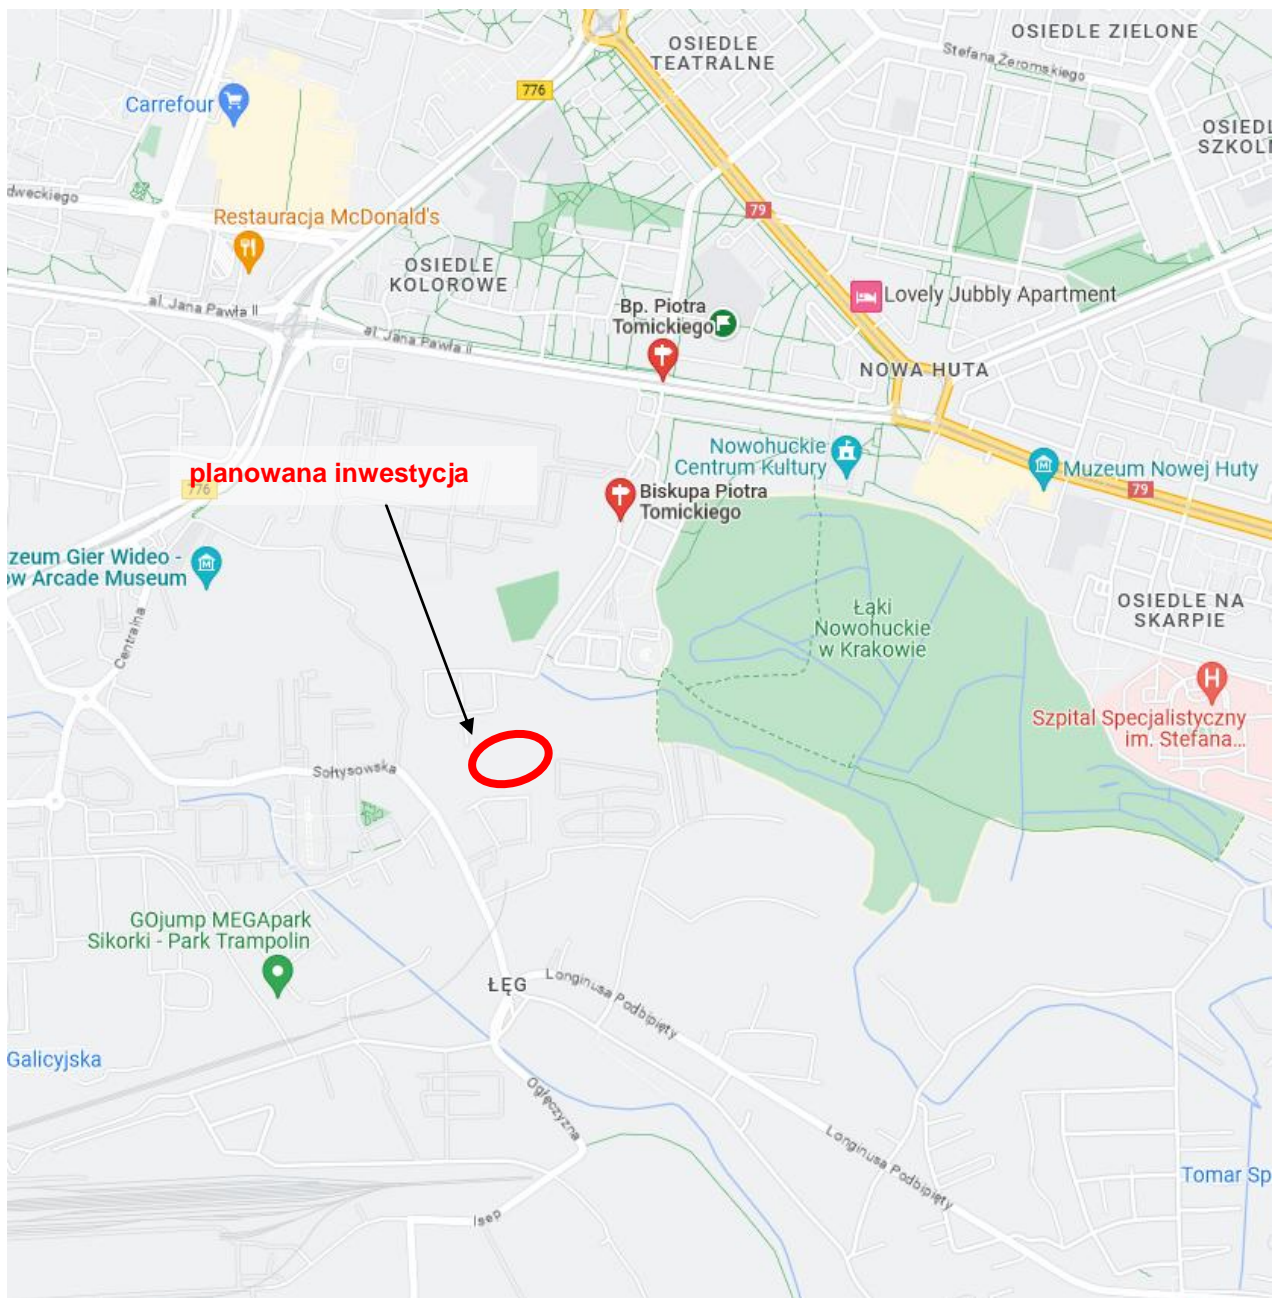 OSIEDLE ZIELONE
OSIEDLE
TEATRALNE
Stefana Żeromskiego
776
Carrefour
OSIEDL
SZKOLN
dweckiego
Restauracja McDonald's
79
OSIEDLE
KOLOROWE
al. Jana Pawła II
Bp. Piotra
Tomickiego
Lovely Jubbly Apartment
al. Jana Pawła II
NOWA HUTA
Nowohuckie
Centrum Kultury
Muzeum Nowej Huty
planowana inwestycja
776
79
Biskupa Piotra
Tomickiego
zeum Gier Wideo -
ow Arcade Museum
Centralna
Łąki
Nowohuckie
w Krakowie
OSIEDLE NA
SKARPIE
H
Szpital Specjalistyczny
im. Stefana...
Sołtysowska
GOjump MEGApark
Sikorki - Park Trampolin
ŁĘG
Longinusa Podbipięty
Galicyjska
Ogłęczyzna
Longinusa Podbipięty
Tomar Sp
Isep